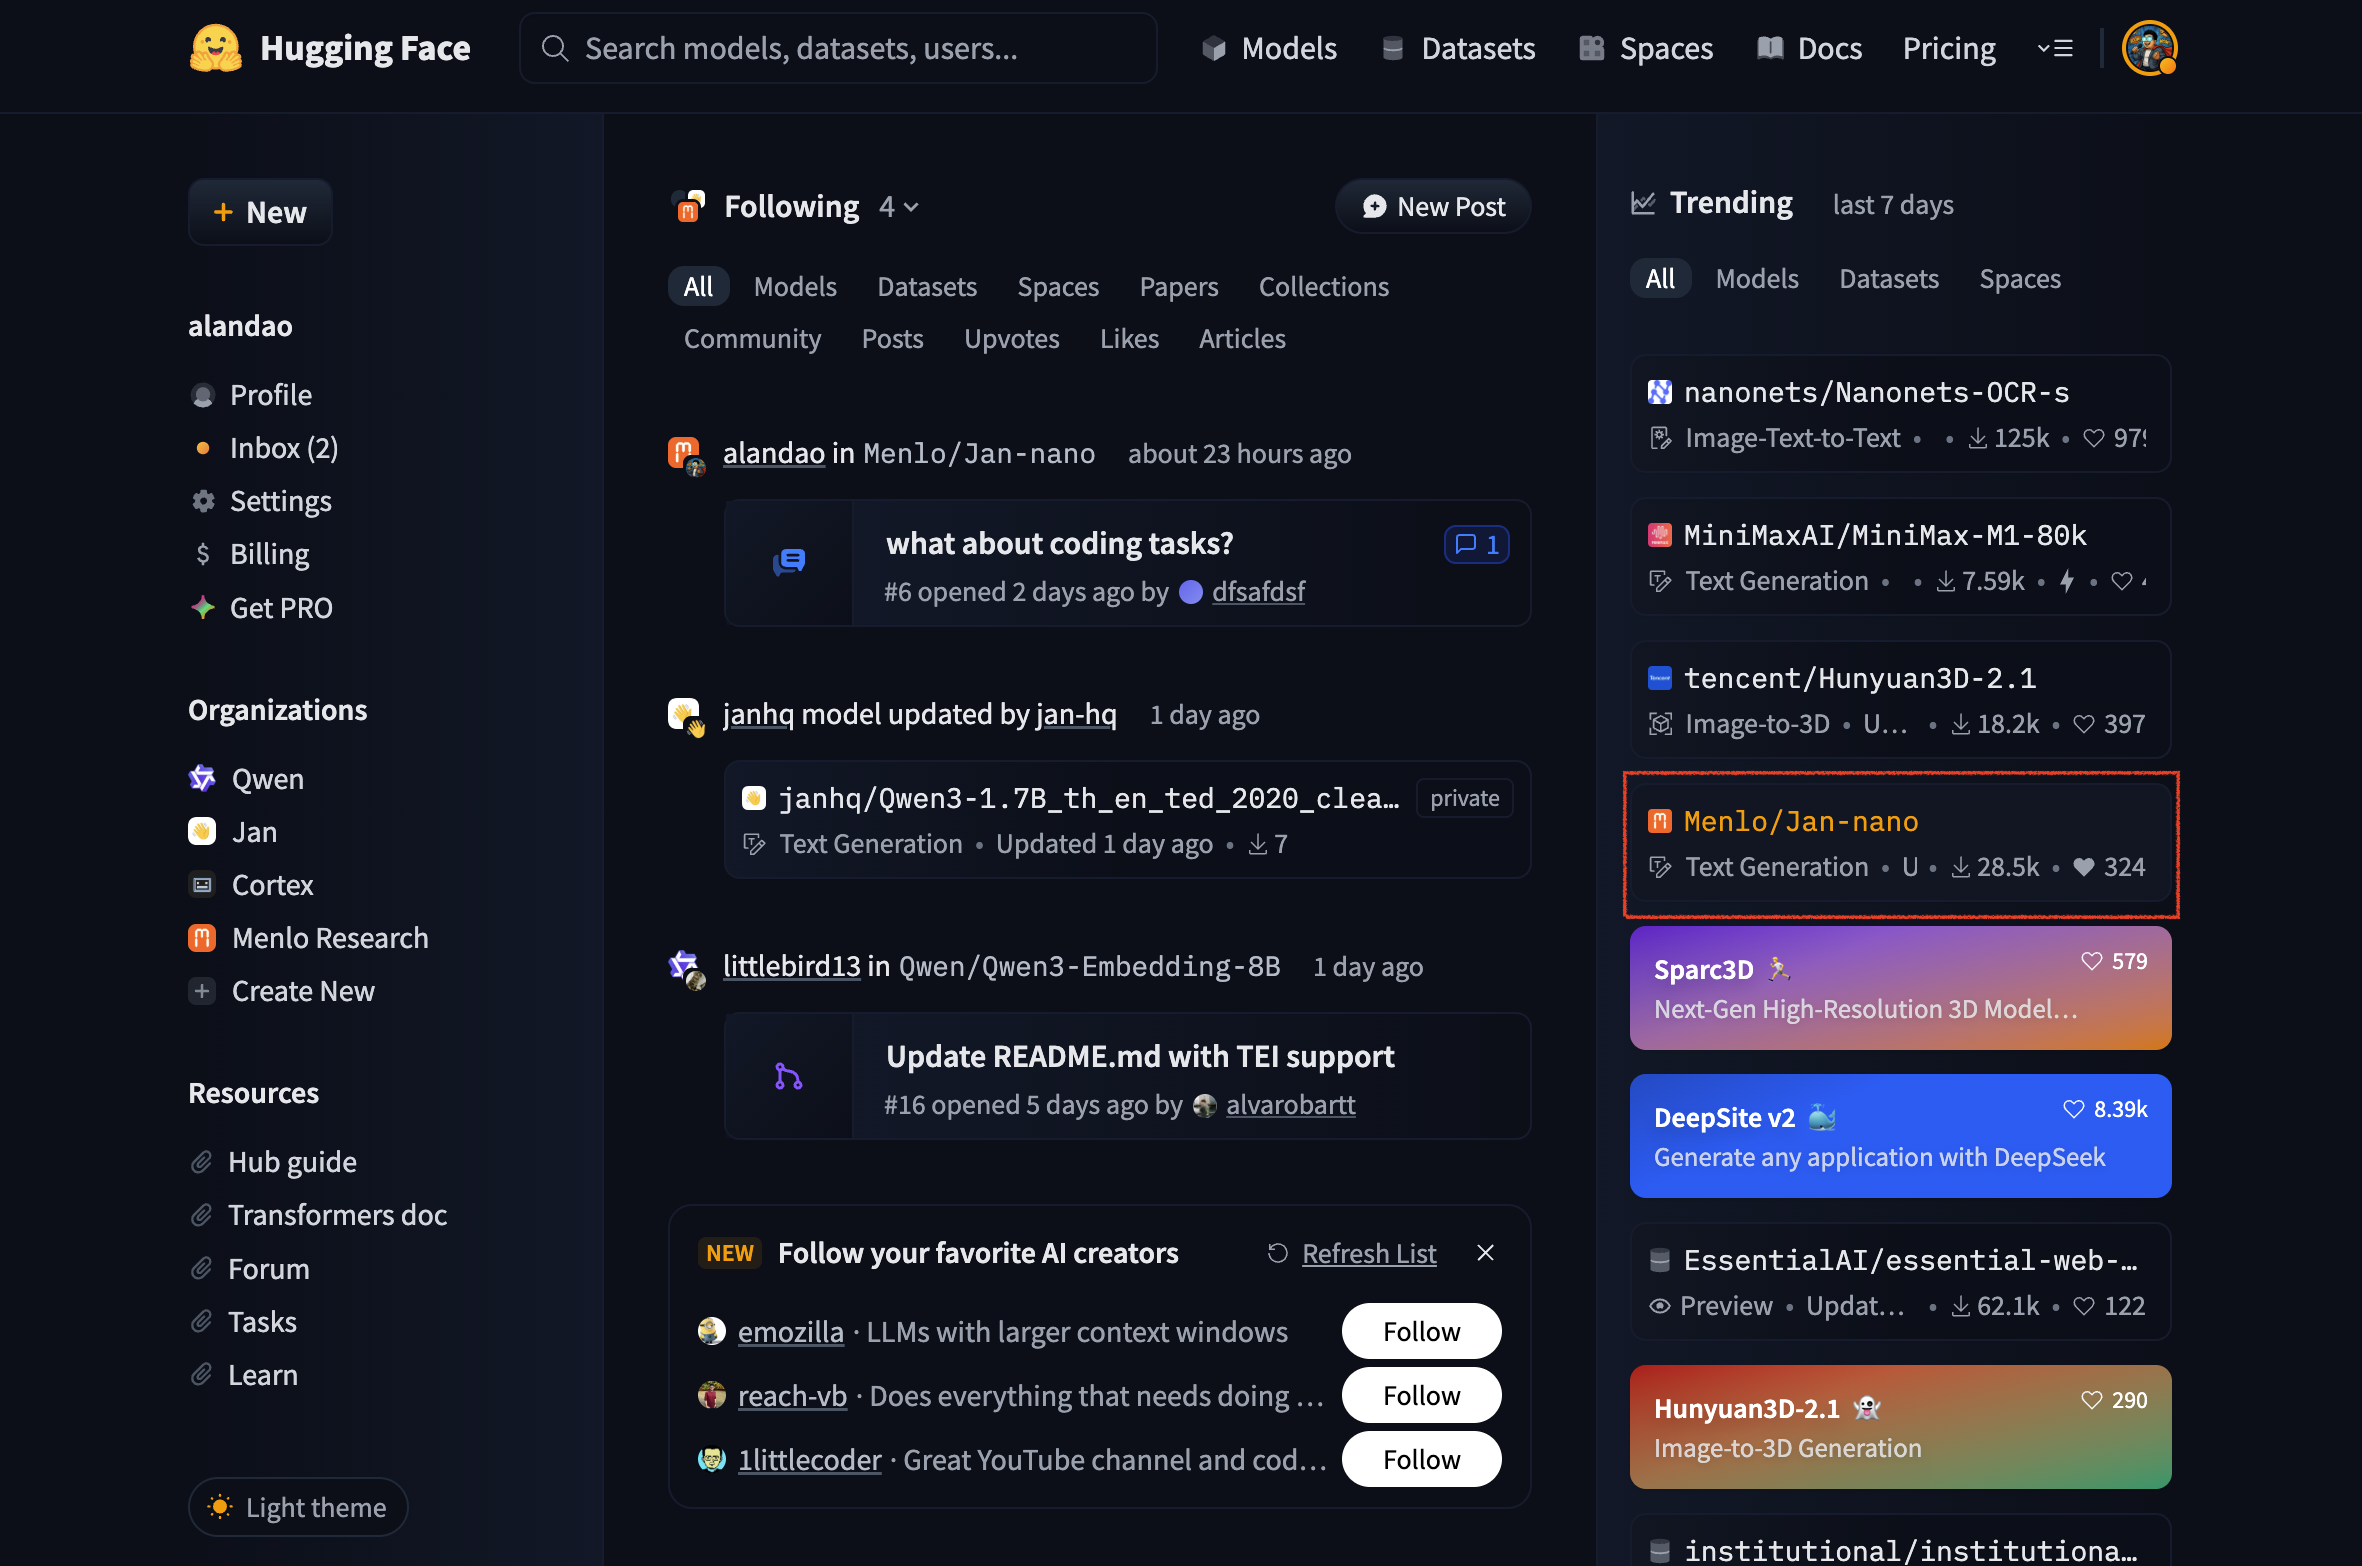 Hugging Face
Search models, datasets, users...
Models
Datasets
Spaces
Docs
Pricing
+ New
alandao
Profile
Inbox (2)
Settings
Billing
Get PRO
Organizations
Qwen
Jan
Cortex
Menlo Research
Create New
Resources
Hub guide
Transformers doc
Forum
Tasks
Learn
Light theme
Following 4
New Post
All Models Datasets Spaces Papers Collections
Community Posts Upvotes Likes Articles
alandao in Menlo/Jan-nano about 23 hours ago
what about coding tasks? 1
#6 opened 2 days ago by dfsafdsf
janhq model updated by jan-hq 1 day ago
janhq/Qwen3-1.7B_th_en_ted_2020_clea… private
Text Generation • Updated 1 day ago • 7
littlebird13 in Qwen/Qwen3-Embedding-8B 1 day ago
Update README.md with TEI support
#16 opened 5 days ago by alvarobartt
NEW Follow your favorite AI creators Refresh List
emozilla · LLMs with larger context windows Follow
reach-vb · Does everything that needs doing … Follow
1littlecoder · Great YouTube channel and cod… Follow
Trending last 7 days
All Models Datasets Spaces
nanonets/Nanonets-OCR-s
Image-Text-to-Text • • 125k •
MiniMaxAI/MiniMax-M1-80k
Text Generation • • 7.59k • •
tencent/Hunyuan3D-2.1
Image-to-3D • U… • 18.2k • 397
Menlo/Jan-nano
Text Generation • U • 28.5k • 324
Sparc3D 579
Next-Gen High-Resolution 3D Model…
DeepSite v2 8.39k
Generate any application with DeepSeek
EssentialAI/essential-web-…
Preview • Updat… • 62.1k • 122
Hunyuan3D-2.1 290
Image-to-3D Generation
institutional/institutiona…